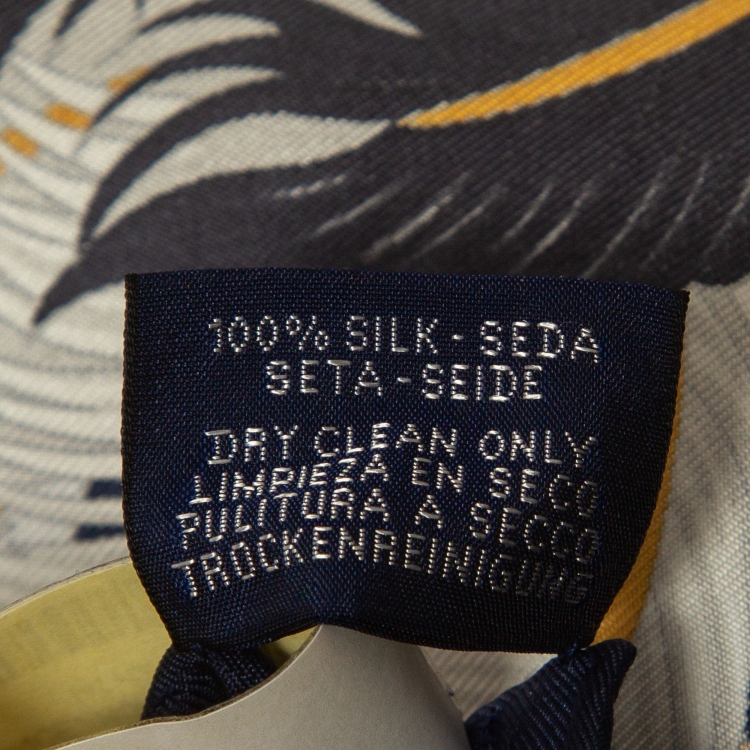 100% SILK - SEDA
SETA - SEIDE
DRY CLEAN ONLY
LIMPIEZA EN SECO
PULITURA A SECCO
TROCKENREINIGUNG